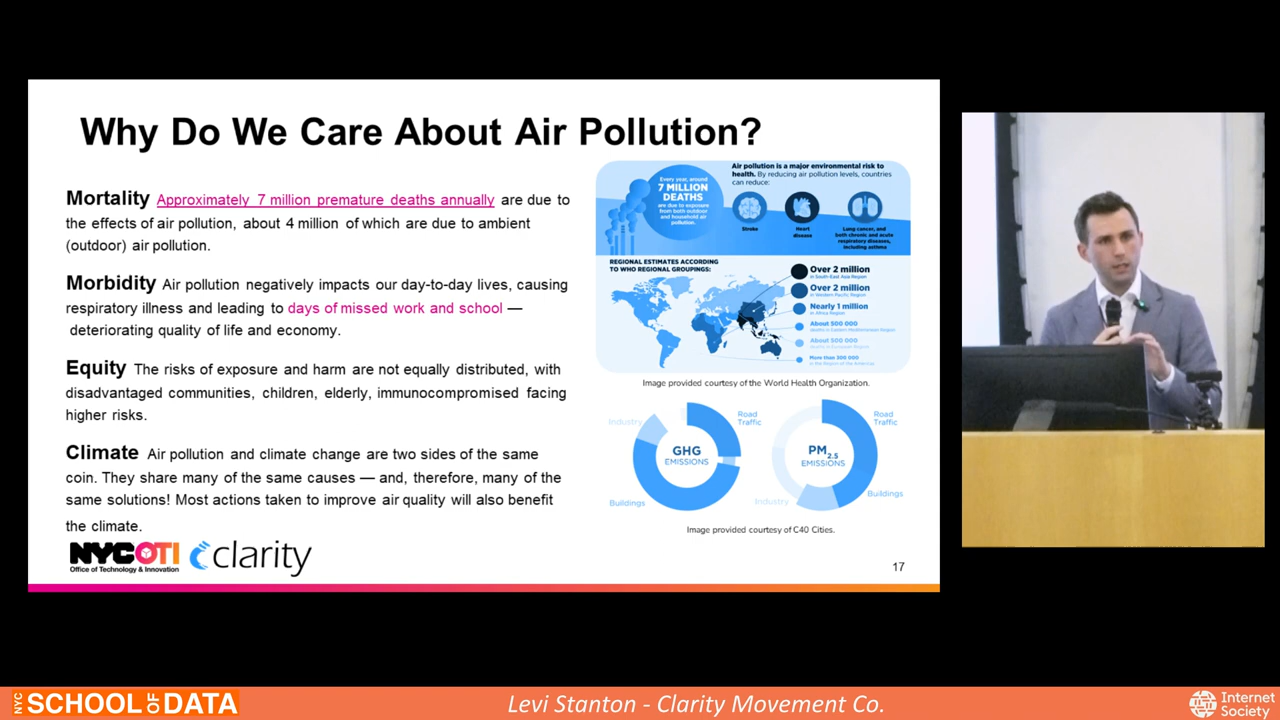 Why Do We Care About Air Pollution?
Mortality Approximately 7 million premature deaths annually are due to
the effects of air pollution, about 4 million of which are due to ambient
(outdoor) air pollution.
Morbidity Air pollution negatively impacts our day-to-day lives, causing
respiratory illness and leading to days of missed work and school —
deteriorating quality of life and economy.
Equity The risks of exposure and harm are not equally distributed, with
disadvantaged communities, children, elderly, immunocompromised facing
higher risks.
Climate Air pollution and climate change are two sides of the same
coin. They share many of the same causes — and, therefore, many of the
same solutions! Most actions taken to improve air quality will also benefit
the climate.
NYCOTI
Office of Technology & Innovation
clarity
Every year, around
7 MILLION
DEATHS
are due to exposure
from both outdoor
and household air
pollution.
Air pollution is a major environmental risk to
health. By reducing air pollution levels, countries
can reduce:
Stroke
Heart
disease
Lung cancer, and
both chronic and acute
respiratory diseases,
including asthma
REGIONAL ESTIMATES ACCORDING
TO WHO REGIONAL GROUPINGS:
Over 2 million
in South-East Asia Region
Over 2 million
in Western Pacific Region
Nearly 1 million
in Africa Region
About 500 000
deaths in Eastern Mediterranean Region
About 500 000
deaths in European Region
More than 300 000
in the Region of the Americas
Image provided courtesy of the World Health Organization.
Industry
Road
Traffic
GHG
EMISSIONS
Buildings
Road
Traffic
PM2.5
EMISSIONS
Industry
Buildings
Image provided courtesy of C40 Cities.
17
NYC SCHOOL OF DATA
Levi Stanton - Clarity Movement Co.
Internet
Society